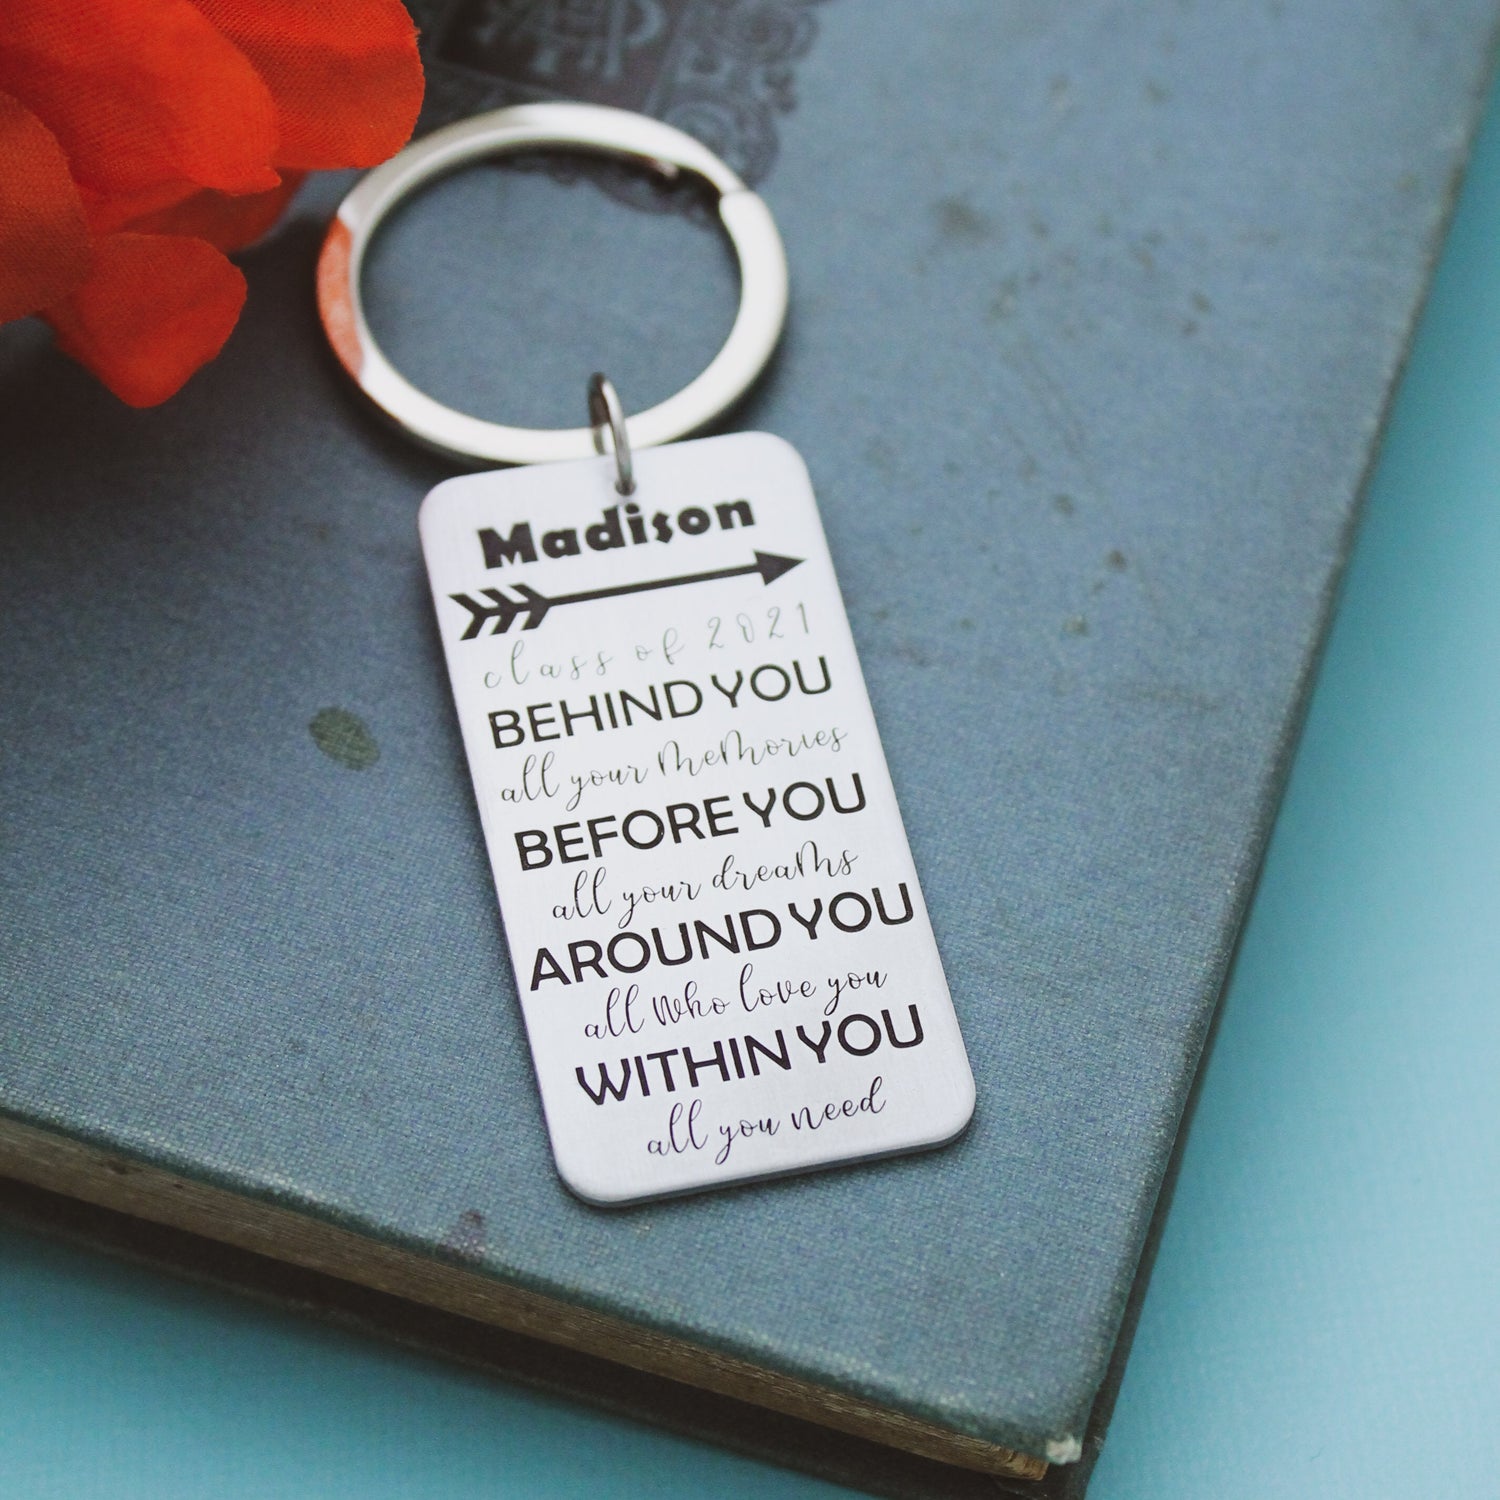 Madison
class of 2021
BEHIND YOU
all your memories
BEFORE YOU
all your dreams
AROUND YOU
all who love you
WITHIN YOU
all you need